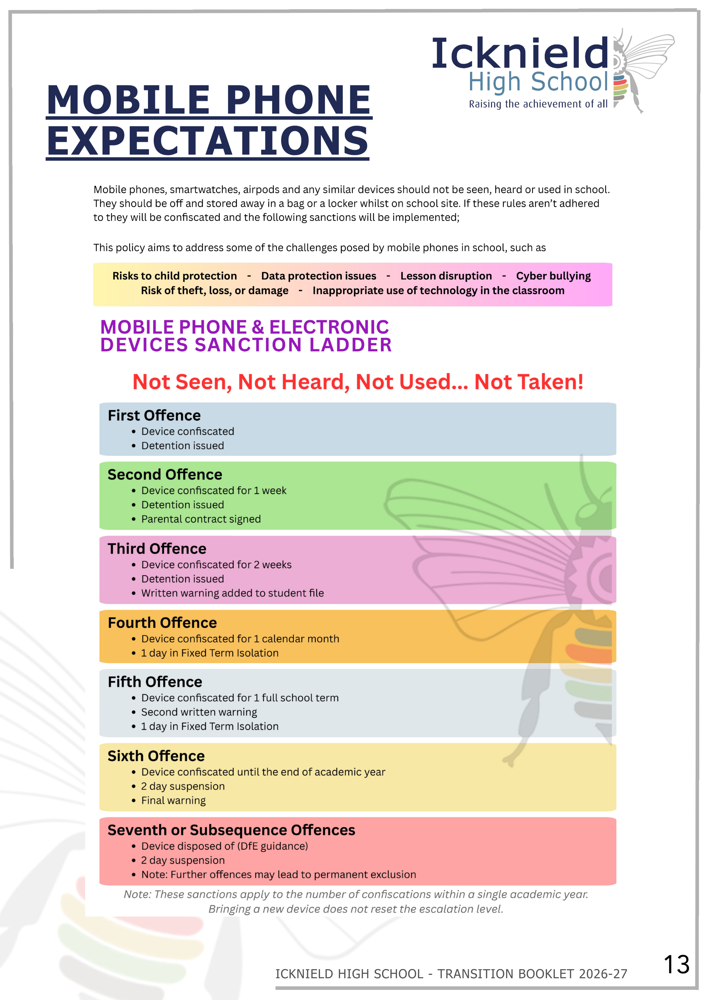 Icknield
High School
Raising the achievement of all
MOBILE PHONE
EXPECTATIONS
Mobile phones, smartwatches, airpods and any similar devices should not be seen, heard or used in school.
They should be off and stored away in a bag or a locker whilst on school site. If these rules aren’t adhered
to they will be confiscated and the following sanctions will be implemented;
This policy aims to address some of the challenges posed by mobile phones in school, such as
Risks to child protection - Data protection issues - Lesson disruption - Cyber bullying
Risk of theft, loss, or damage - Inappropriate use of technology in the classroom
MOBILE PHONE & ELECTRONIC
DEVICES SANCTION LADDER
Not Seen, Not Heard, Not Used... Not Taken!
First Offence
• Device confiscated
• Detention issued
Second Offence
• Device confiscated for 1 week
• Detention issued
• Parental contract signed
Third Offence
• Device confiscated for 2 weeks
• Detention issued
• Written warning added to student file
Fourth Offence
• Device confiscated for 1 calendar month
• 1 day in Fixed Term Isolation
Fifth Offence
• Device confiscated for 1 full school term
• Second written warning
• 1 day in Fixed Term Isolation
Sixth Offence
• Device confiscated until the end of academic year
• 2 day suspension
• Final warning
Seventh or Subsequence Offences
• Device disposed of (DfE guidance)
• 2 day suspension
• Note: Further offences may lead to permanent exclusion
Note: These sanctions apply to the number of confiscations within a single academic year.
Bringing a new device does not reset the escalation level.
ICKNIELD HIGH SCHOOL - TRANSITION BOOKLET 2026-27
13